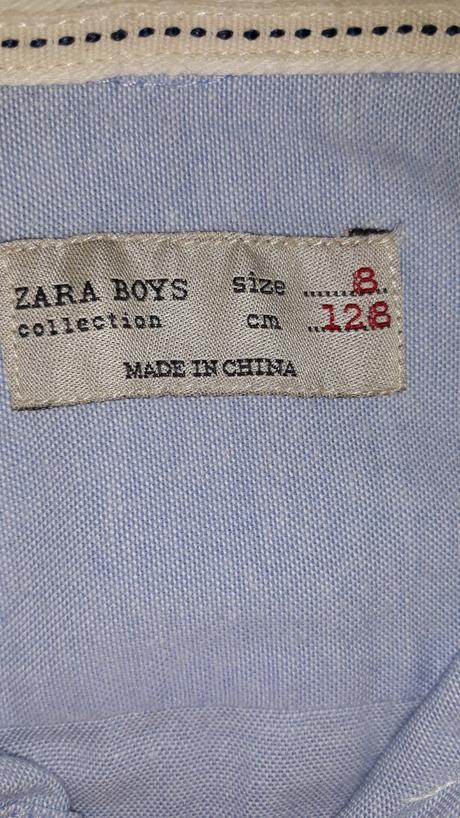 ZARA BOYS size 8
collection cm 128
MADE IN CHINA